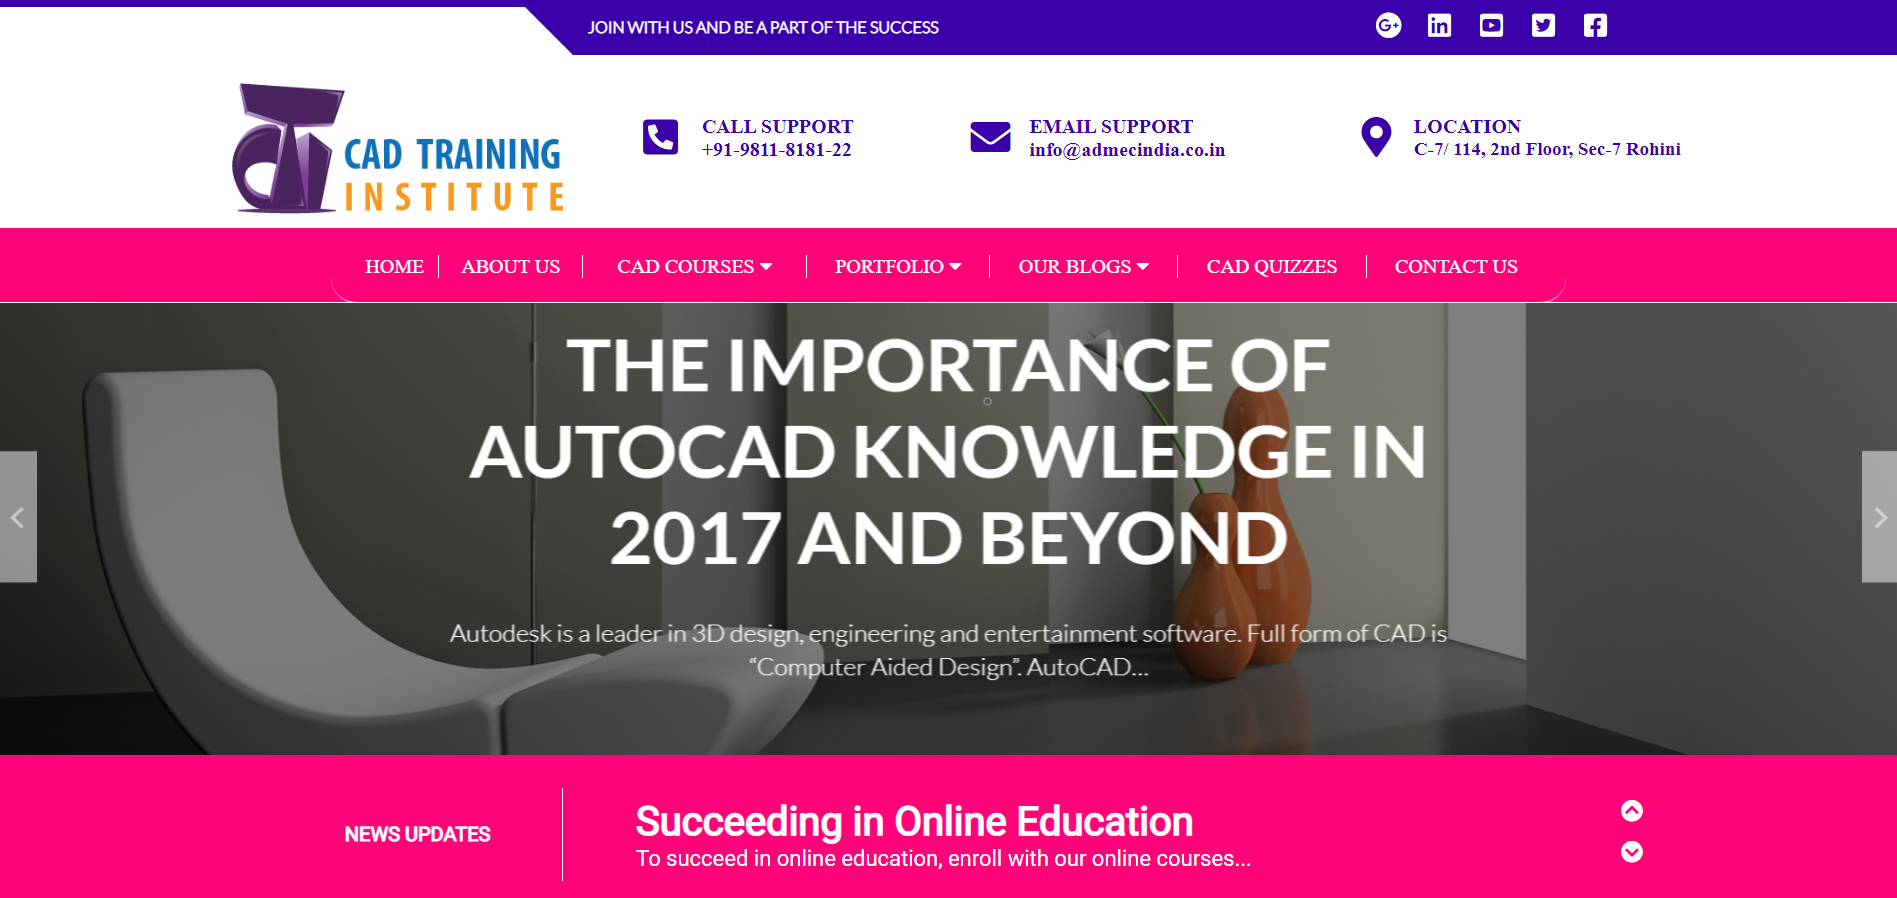 JOIN WITH US AND BE A PART OF THE SUCCESS
CAD TRAINING
INSTITUTE
CALL SUPPORT
+91-9811-8181-22
EMAIL SUPPORT
info@admecindia.co.in
LOCATION
C-7/ 114, 2nd Floor, Sec-7 Rohini
HOME
ABOUT US
CAD COURSES
PORTFOLIO
OUR BLOGS
CAD QUIZZES
CONTACT US
THE IMPORTANCE OF
AUTOCAD KNOWLEDGE IN
2017 AND BEYOND
Autodesk is a leader in 3D design, engineering and entertainment software. Full form of CAD is
“Computer Aided Design”. AutoCAD...
NEWS UPDATES
Succeeding in Online Education
To succeed in online education, enroll with our online courses...